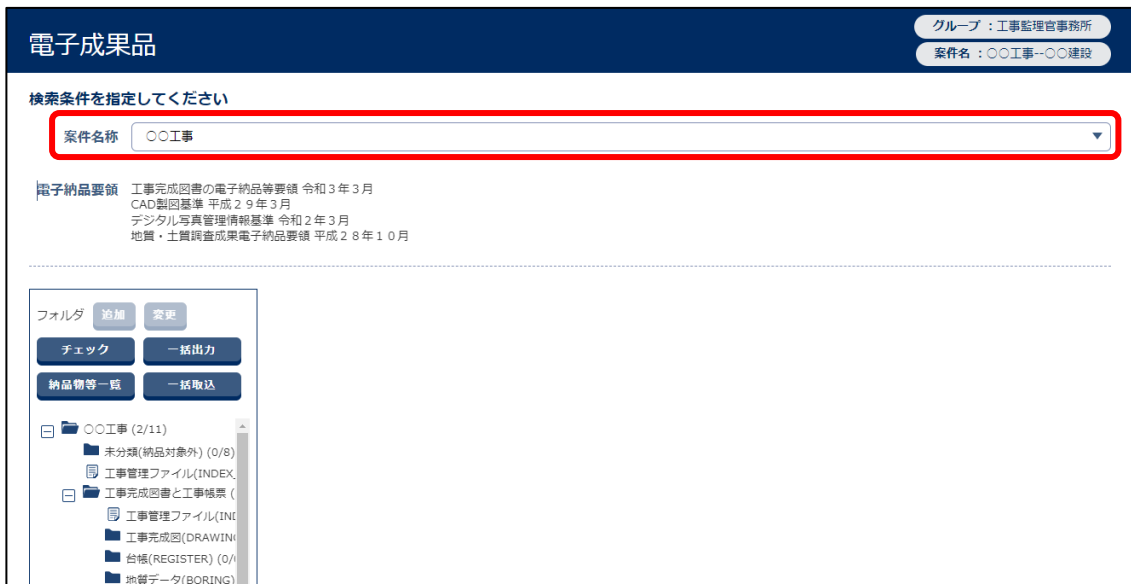 電子成果品
グループ ：工事監理官事務所
案件名 ：○○工事--○○建設
検索条件を指定してください
案件名称 ○○工事
電子納品要領 工事完成図書の電子納品等要領 令和３年３月
CAD製図基準 平成２９年３月
デジタル写真管理情報基準 令和２年３月
地質・土質調査成果電子納品要領 平成２８年１０月
フォルダ 追加 変更
チェック 一括出力
納品物等一覧 一括取込
○○工事 (2/11)
未分類(納品対象外) (0/8)
工事管理ファイル(INDEX_
工事完成図書と工事帳票 (
工事管理ファイル(IND
工事完成図(DRAWIN
台帳(REGISTER) (0/
地質データ(BORING)